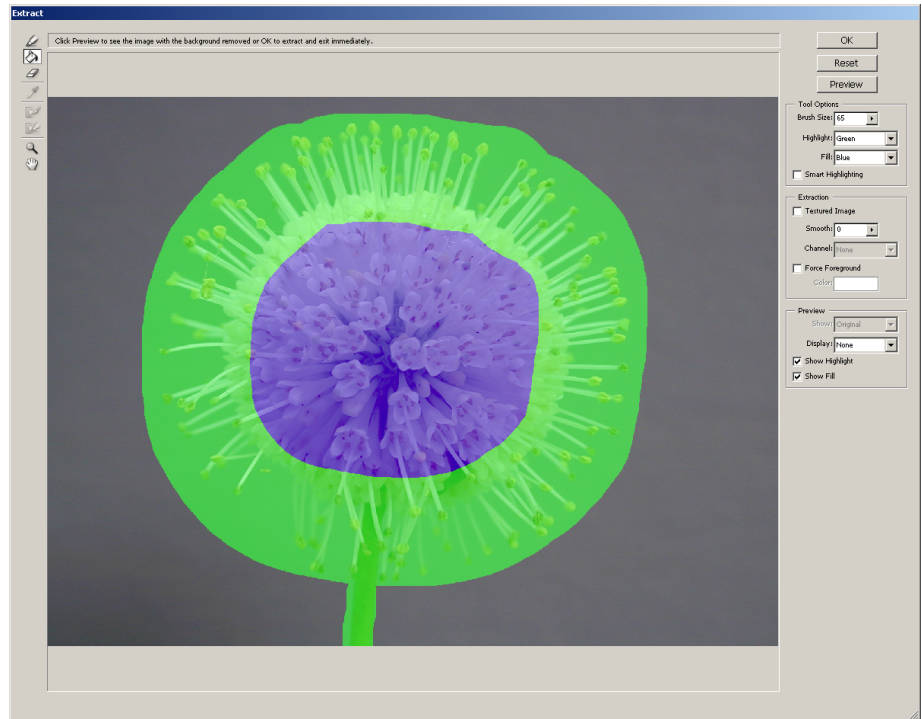 Extract
Click Preview to see the image with the background removed or OK to extract and exit immediately.
OK
Reset
Preview
Tool Options
Brush Size: 65
Highlight: Green
Fill: Blue
Smart Highlighting
Extraction
Textured Image
Smooth: 0
Channel: None
Force Foreground
Color:
Preview
Show: Original
Display: None
Show Highlight
Show Fill